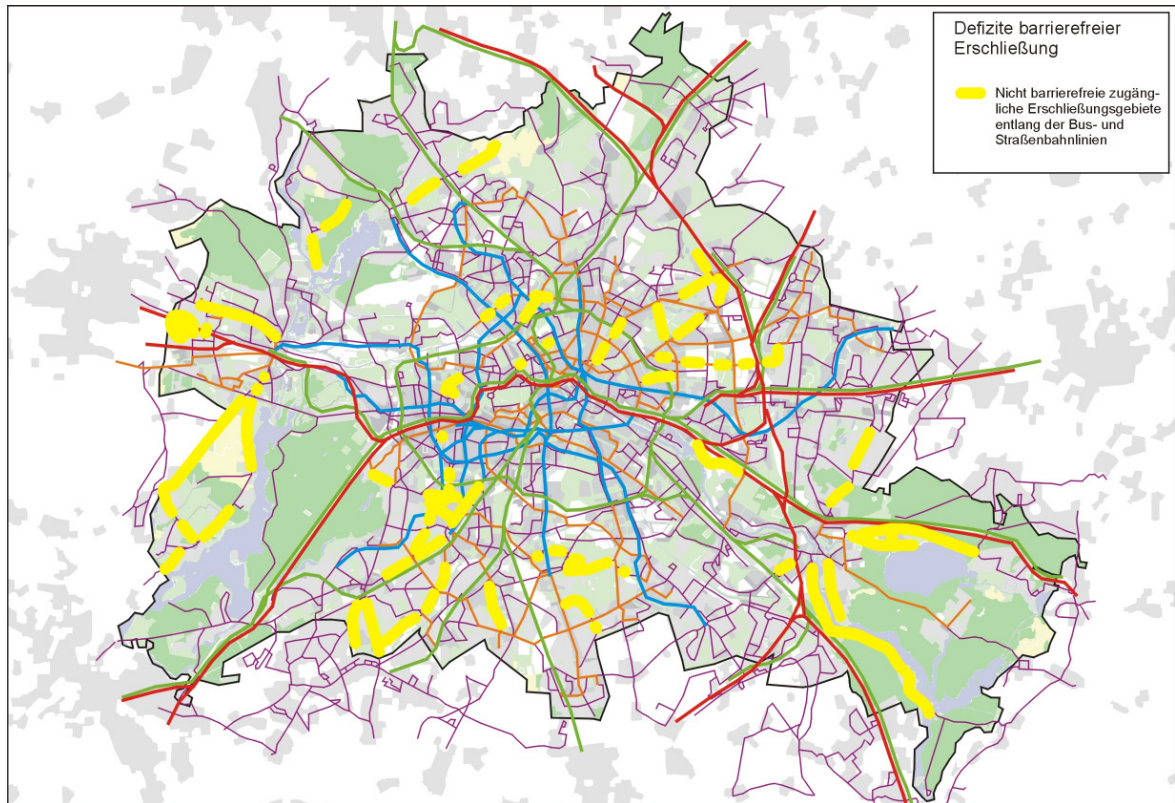 Defizite barrierefreier
Erschließung
Nicht barrierefreie zugäng-
liche Erschließungsgebiete
entlang der Bus- und
Straßenbahnlinien